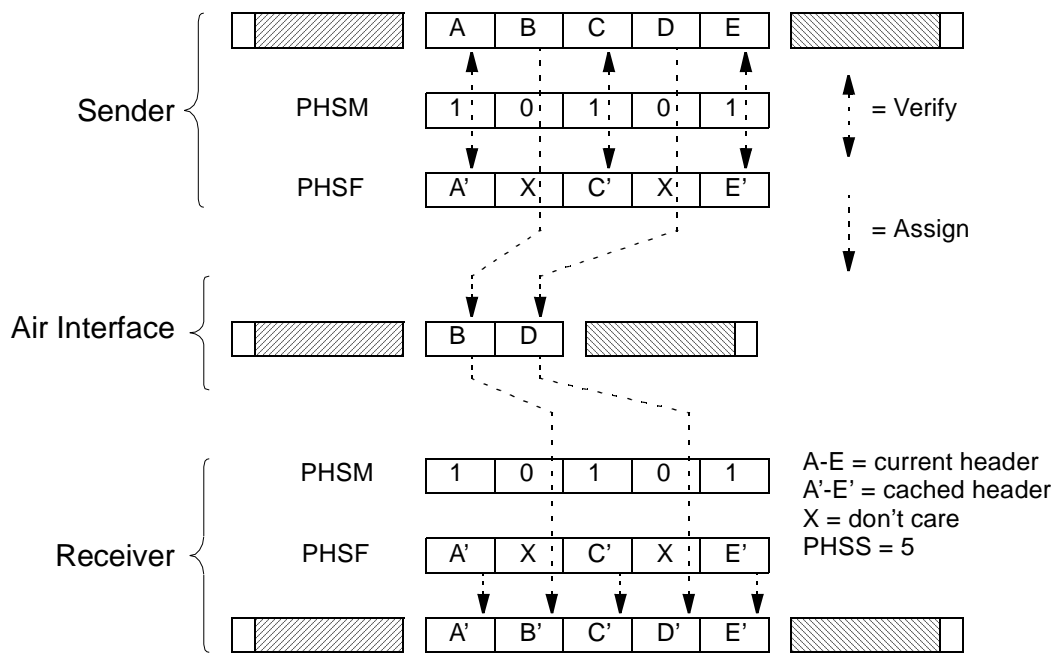 A B C D E
Sender
PHSM 1 0 1 0 1
= Verify
PHSF A' X C' X E'
= Assign
Air Interface
B D
PHSM 1 0 1 0 1
A-E = current header
A'-E' = cached header
X = don't care
PHSS = 5
Receiver
PHSF A' X C' X E'
A' B' C' D' E'